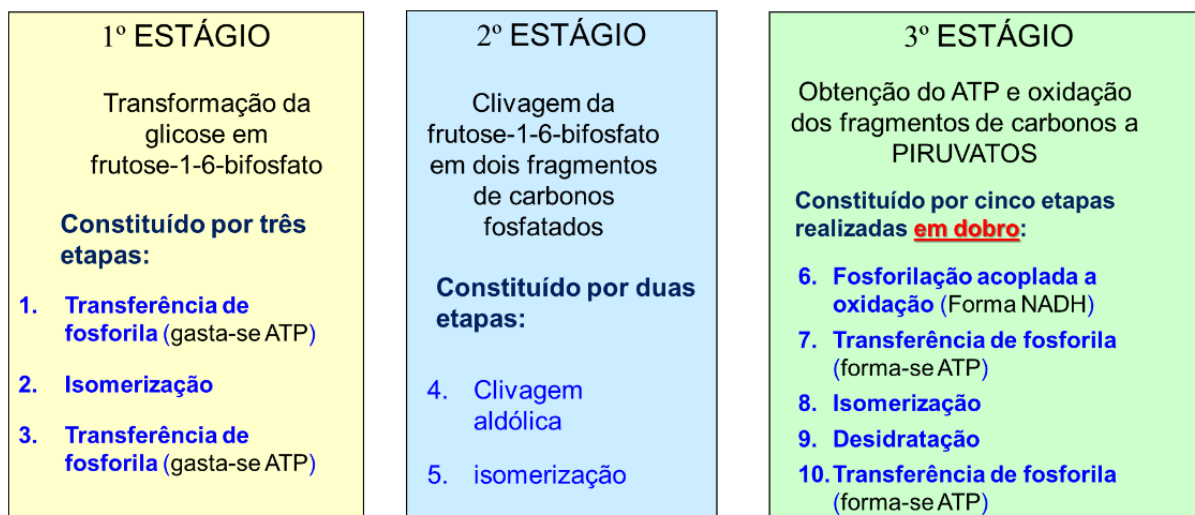 1º ESTÁGIO
Transformação da
glicose em
frutose-1-6-bifosfato
Constituído por três
etapas:
1. Transferência de
fosforila (gasta-se ATP)
2. Isomerização
3. Transferência de
fosforila (gasta-se ATP)
2º ESTÁGIO
Clivagem da
frutose-1-6-bifosfato
em dois fragmentos
de carbonos
fosfatados
Constituído por duas
etapas:
4. Clivagem
aldólica
5. isomerização
3º ESTÁGIO
Obtenção do ATP e oxidação
dos fragmentos de carbonos a
PIRUVATOS
Constituído por cinco etapas
realizadas em dobro:
6. Fosforilação acoplada a
oxidação (Forma NADH)
7. Transferência de fosforila
(forma-se ATP)
8. Isomerização
9. Desidratação
10. Transferência de fosforila
(forma-se ATP)